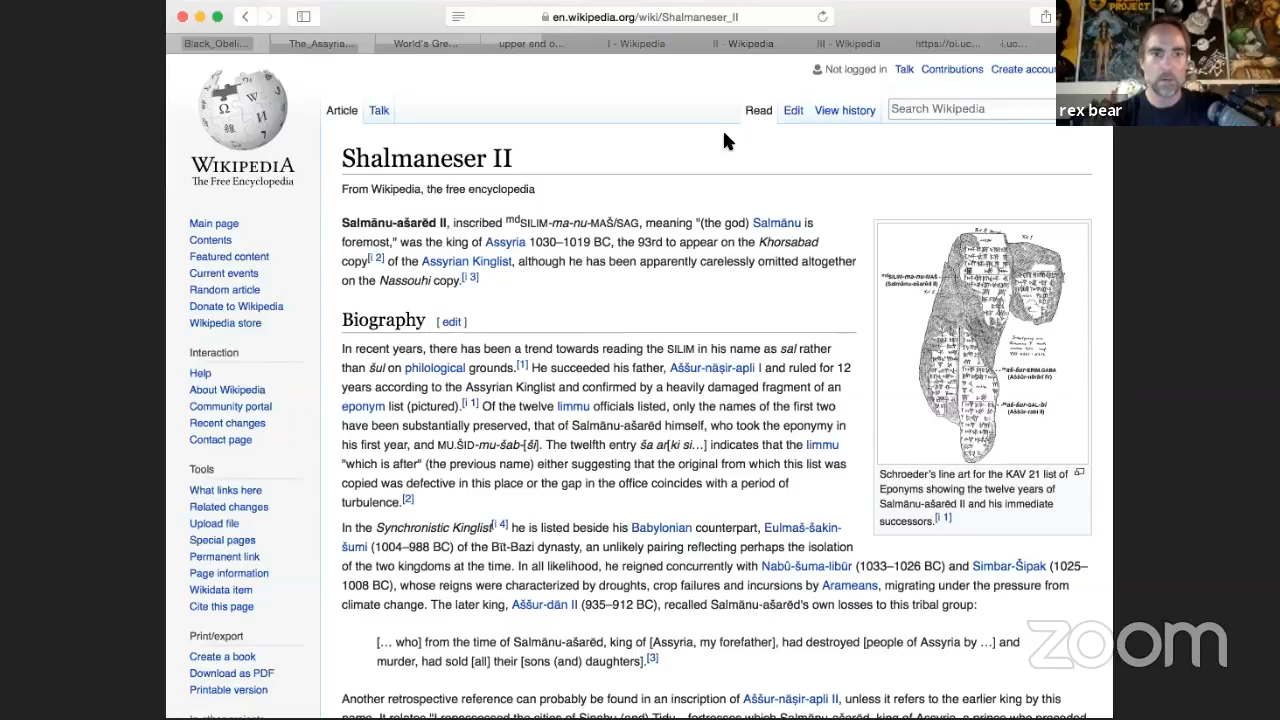 en.wikipedia.org/wiki/Shalmaneser_II
Black_Obeli...
The_Assyria...
World's Gre...
upper end o...
I - Wikipedia
II - Wikipedia
III - Wikipedia
https://oi.uc...
-i.uc...
PROJECT
rex bear
Not logged in Talk Contributions Create accou
Article Talk
Read Edit View history
Search Wikipedia
WIKIPEDIA
The Free Encyclopedia
Main page
Contents
Featured content
Current events
Random article
Donate to Wikipedia
Wikipedia store
Interaction
Help
About Wikipedia
Community portal
Recent changes
Contact page
Tools
What links here
Related changes
Upload file
Special pages
Permanent link
Page information
Wikidata item
Cite this page
Print/export
Create a book
Download as PDF
Printable version
Shalmaneser II
From Wikipedia, the free encyclopedia
Salmānu-ašarēd II, inscribed mdSILIM-ma-nu-MAŠ/SAG, meaning "(the god) Salmānu is
foremost," was the king of Assyria 1030–1019 BC, the 93rd to appear on the Khorsabad
copy[i 2] of the Assyrian Kinglist, although he has been apparently carelessly omitted altogether
on the Nassouhi copy.[i 3]
Biography [ edit ]
In recent years, there has been a trend towards reading the SILIM in his name as sal rather
than šul on philological grounds.[1] He succeeded his father, Aššur-nāṣir-apli I and ruled for 12
years according to the Assyrian Kinglist and confirmed by a heavily damaged fragment of an
eponym list (pictured).[i 1] Of the twelve limmu officials listed, only the names of the first two
have been substantially preserved, that of Salmānu-ašarēd himself, who took the eponymy in
his first year, and MU.ŠID-mu-šab-[ši]. The twelfth entry ša ar[ki si…] indicates that the limmu
"which is after" (the previous name) either suggesting that the original from which this list was
copied was defective in this place or the gap in the office coincides with a period of
turbulence.[2]
In the Synchronistic Kinglist[i 4] he is listed beside his Babylonian counterpart, Eulmaš-šakin-
šumi (1004–988 BC) of the Bīt-Bazi dynasty, an unlikely pairing reflecting perhaps the isolation
of the two kingdoms at the time. In all likelihood, he reigned concurrently with Nabû-šuma-libūr (1033–1026 BC) and Simbar-Šipak (1025–
1008 BC), whose reigns were characterized by droughts, crop failures and incursions by Arameans, migrating under the pressure from
climate change. The later king, Aššur-dān II (935–912 BC), recalled Salmānu-ašarēd's own losses to this tribal group:
[… who] from the time of Salmānu-ašarēd, king of [Assyria, my forefather], had destroyed [people of Assyria by …] and
murder, had sold [all] their [sons (and) daughters].[3]
Another retrospective reference can probably be found in an inscription of Aššur-nāṣir-apli II, unless it refers to the earlier king by this
mdSILIM-ma-nu-MAŠ
(Salmānu-ašarēd II)
(Aššur-nērārī IV)
maš-šur-GAL-bi
(Aššur-rabi II)
Schroeder's line art for the KAV 21 list of
Eponyms showing the twelve years of
Salmānu-ašarēd II and his immediate
successors.[i 1]
zoom